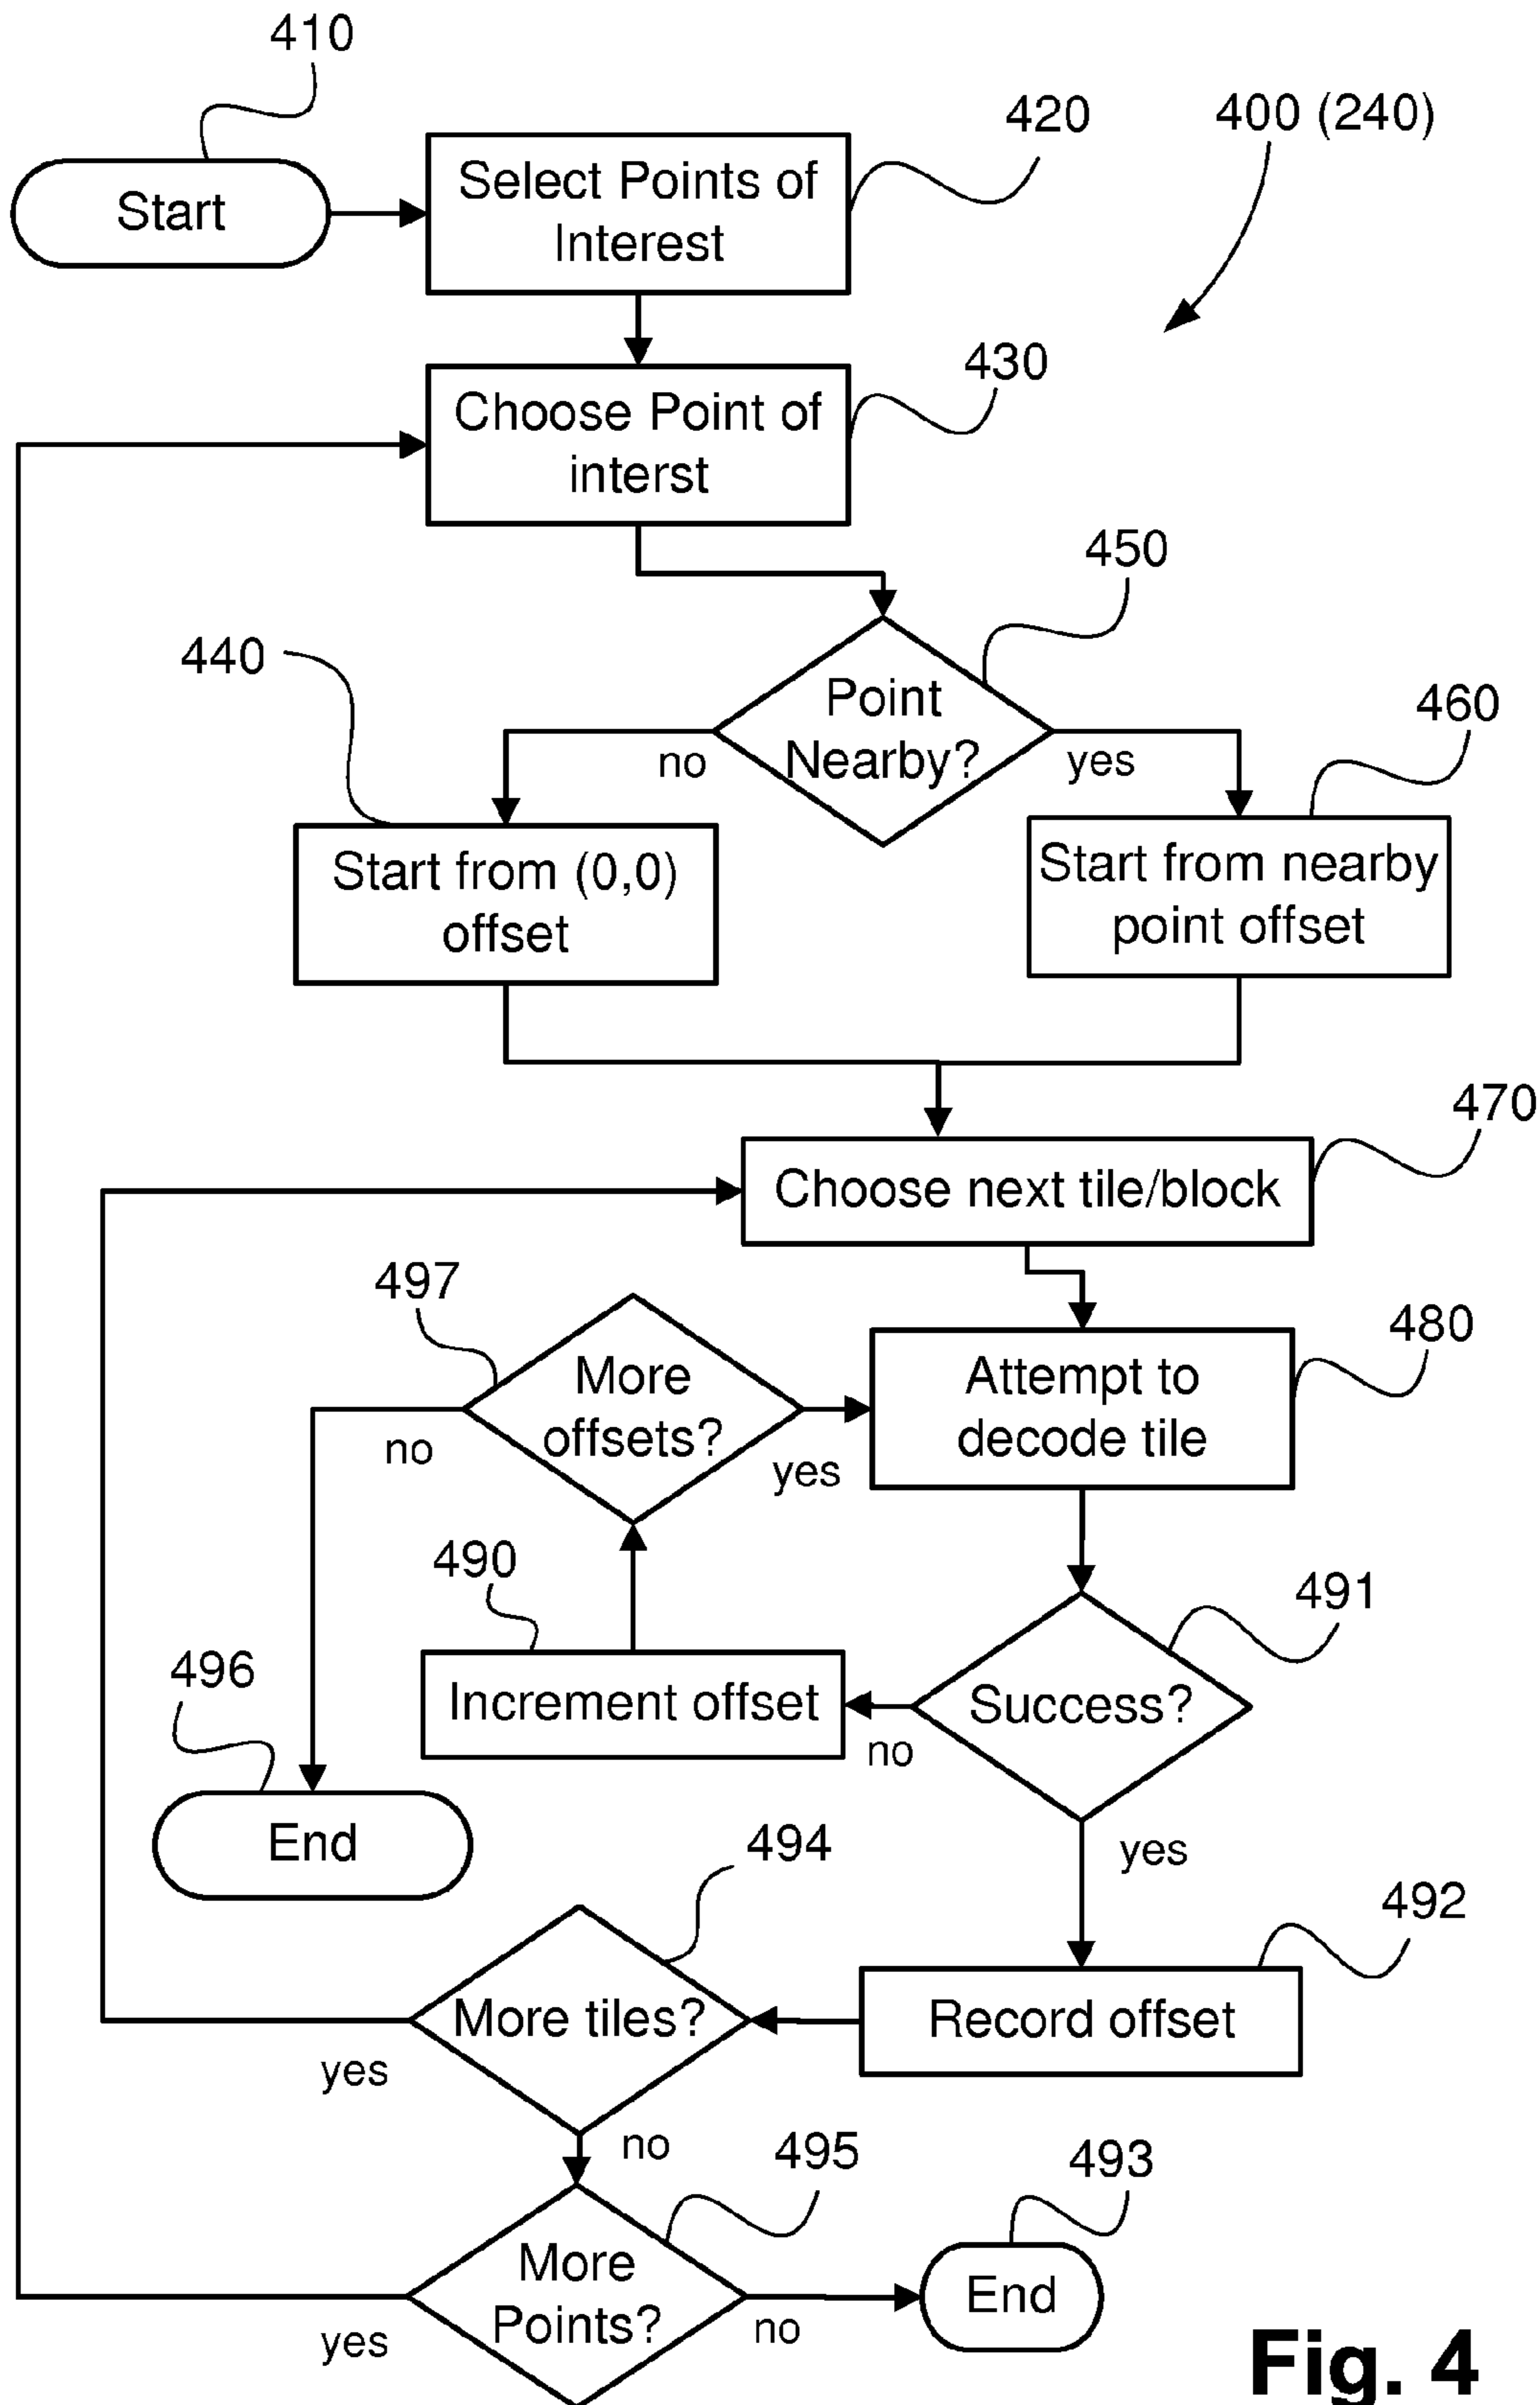 410
420
400 (240)
Start
Select Points of
Interest
430
Choose Point of
interst
450
440
460
Point
Nearby?
no
yes
Start from (0,0)
offset
Start from nearby
point offset
470
Choose next tile/block
497
480
More
offsets?
no
yes
Attempt to
decode tile
490
491
496
Increment offset
Success?
no
End
494
yes
492
More tiles?
Record offset
yes
no
495
493
More
Points?
End
yes
no
Fig. 4